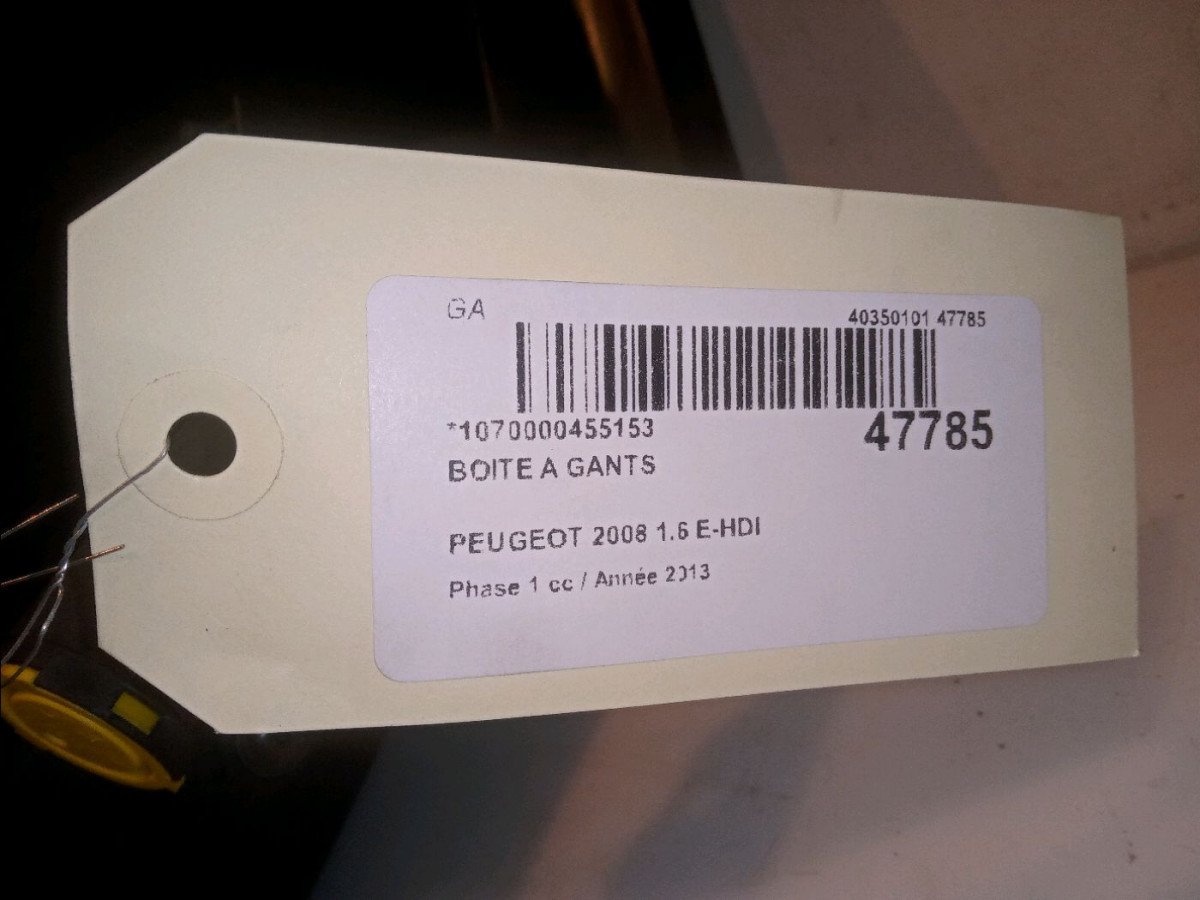 GA
40350101 47785
*1070000455153
47785
BOITE A GANTS
PEUGEOT 2008 1.6 E-HDI
Phase 1 cc / Année 2013